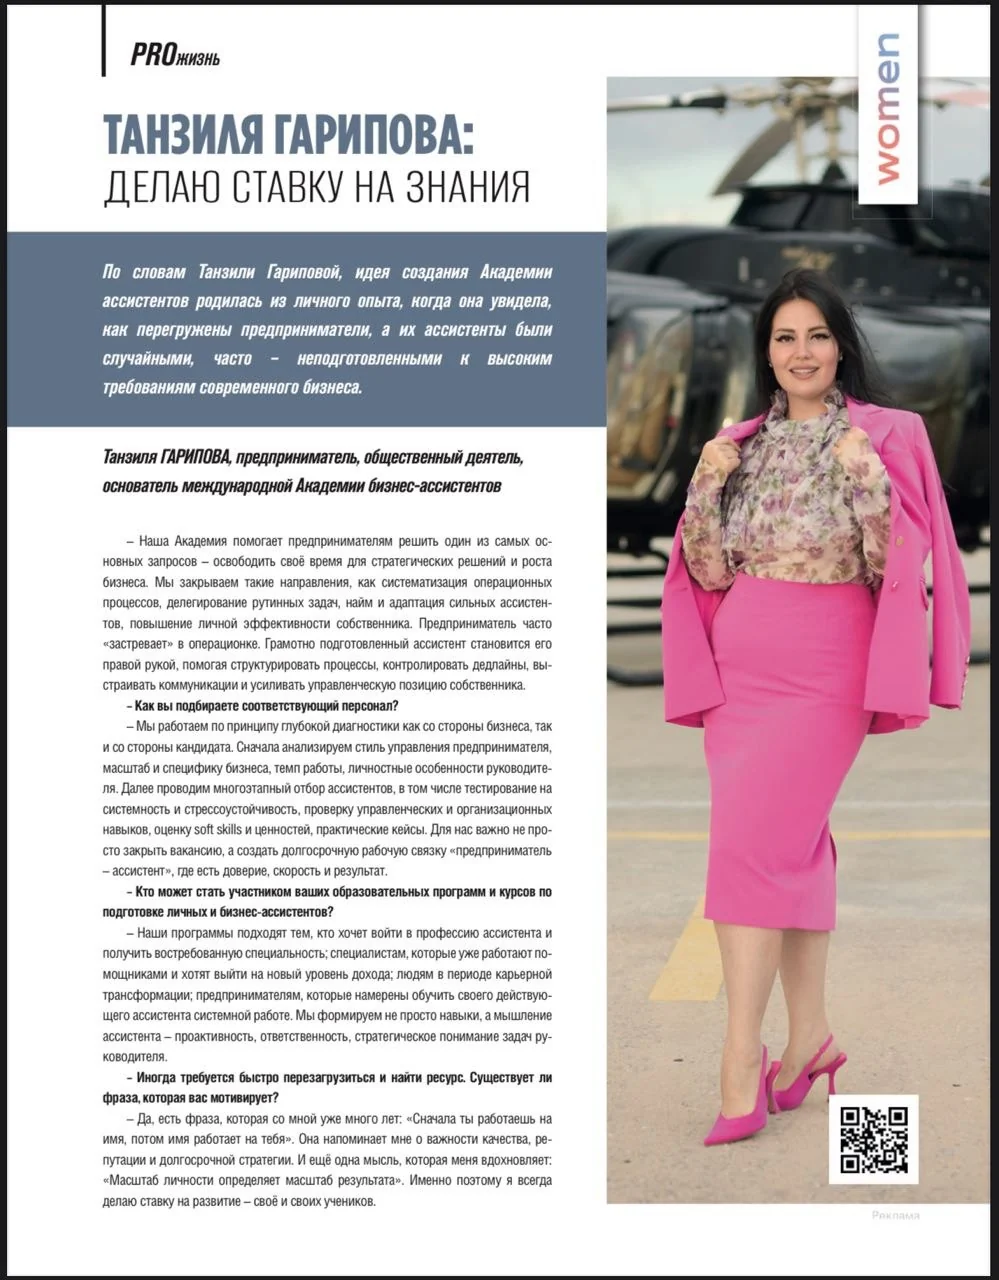 PROжизнь
women
ТАНЗИЛЯ ГАРИПОВА:
ДЕЛАЮ СТАВКУ НА ЗНАНИЯ
По словам Танзили Гариповой, идея создания Академии
ассистентов родилась из личного опыта, когда она увидела,
как перегружены предприниматели, а их ассистенты были
случайными, часто – неподготовленными к высоким
требованиям современного бизнеса.
Танзиля ГАРИПОВА, предприниматель, общественный деятель,
основатель международной Академии бизнес-ассистентов
– Наша Академия помогает предпринимателям решить один из самых ос-
новных запросов – освободить своё время для стратегических решений и роста
бизнеса. Мы закрываем такие направления, как систематизация операционных
процессов, делегирование рутинных задач, найм и адаптация сильных ассистен-
тов, повышение личной эффективности собственника. Предприниматель часто
«застревает» в операционке. Грамотно подготовленный ассистент становится его
правой рукой, помогая структурировать процессы, контролировать дедлайны, вы-
страивать коммуникации и усиливать управленческую позицию собственника.
– Как вы подбираете соответствующий персонал?
– Мы работаем по принципу глубокой диагностики как со стороны бизнеса, так
и со стороны кандидата. Сначала анализируем стиль управления предпринимателя,
масштаб и специфику бизнеса, темп работы, личностные особенности руководите-
ля. Далее проводим многоэтапный отбор ассистентов, в том числе тестирование на
системность и стрессоустойчивость, проверку управленческих и организационных
навыков, оценку soft skills и ценностей, практические кейсы. Для нас важно не про-
сто закрыть вакансию, а создать долгосрочную рабочую связку «предприниматель
– ассистент», где есть доверие, скорость и результат.
– Кто может стать участником ваших образовательных программ и курсов по
подготовке личных и бизнес-ассистентов?
– Наши программы подходят тем, кто хочет войти в профессию ассистента и
получить востребованную специальность; специалистам, которые уже работают по-
мощниками и хотят выйти на новый уровень дохода; людям в периоде карьерной
трансформации; предпринимателям, которые намерены обучить своего действую-
щего ассистента системной работе. Мы формируем не просто навыки, а мышление
ассистента – проактивность, ответственность, стратегическое понимание задач ру-
ководителя.
– Иногда требуется быстро перезагрузиться и найти ресурс. Существует ли
фраза, которая вас мотивирует?
– Да, есть фраза, которая со мной уже много лет: «Сначала ты работаешь на
имя, потом имя работает на тебя». Она напоминает мне о важности качества, ре-
путации и долгосрочной стратегии. И ещё одна мысль, которая меня вдохновляет:
«Масштаб личности определяет масштаб результата». Именно поэтому я всегда
делаю ставку на развитие – своё и своих учеников.
Реклама